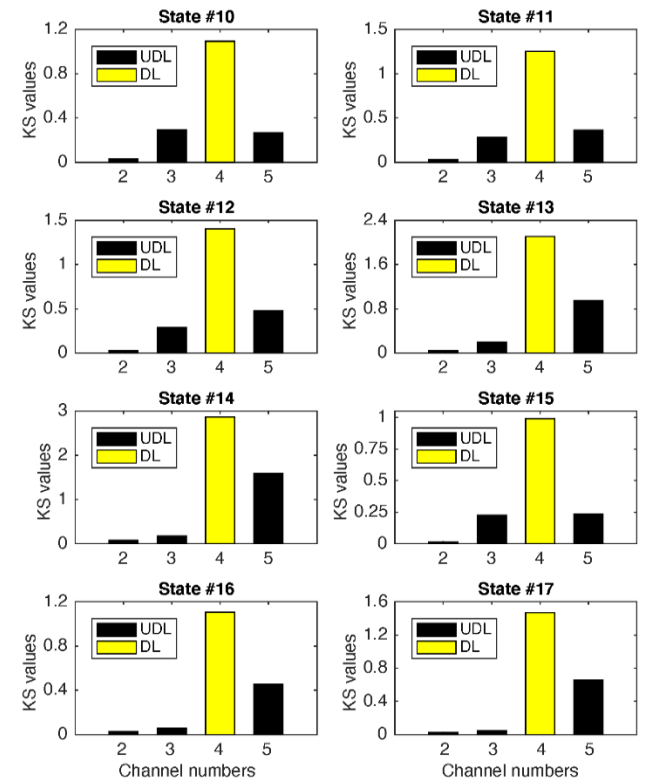 State #10
1.2
0.8
0.4
0
KS values
UDL
DL
2 3 4 5
State #11
1.5
1
0.5
0
KS values
UDL
DL
2 3 4 5
State #12
1.5
1
0.5
0
KS values
UDL
DL
2 3 4 5
State #13
2.4
1.6
0.8
0
KS values
UDL
DL
2 3 4 5
State #14
3
2
1
0
KS values
UDL
DL
2 3 4 5
State #15
1
0.75
0.5
0.25
0
KS values
UDL
DL
2 3 4 5
State #16
1.2
0.8
0.4
0
KS values
UDL
DL
2 3 4 5
Channel numbers
State #17
1.6
1.2
0.8
0.4
0
KS values
UDL
DL
2 3 4 5
Channel numbers